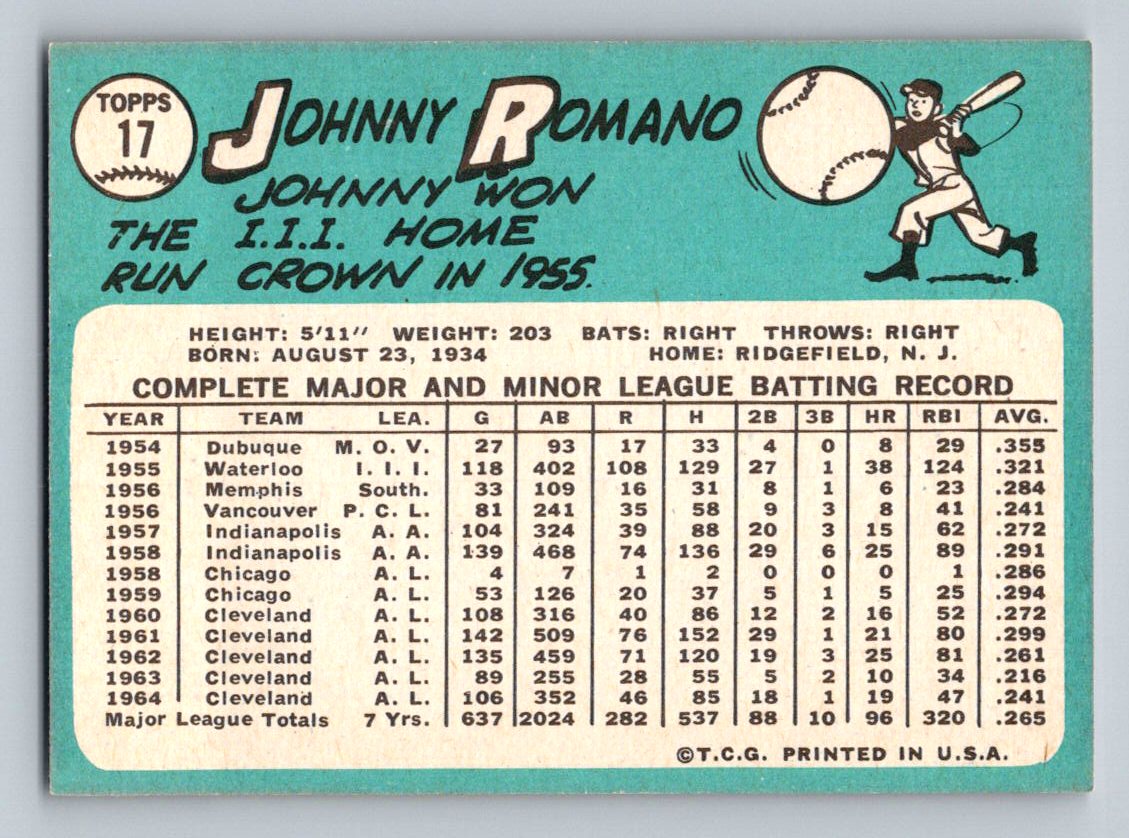 TOPPS
17
JOHNNY ROMANO
JOHNNY WON
THE I.I.I. HOME
RUN CROWN IN 1955.
HEIGHT: 5'11" WEIGHT: 203 BATS: RIGHT THROWS: RIGHT
BORN: AUGUST 23, 1934 HOME: RIDGEFIELD, N. J.
COMPLETE MAJOR AND MINOR LEAGUE BATTING RECORD
YEAR TEAM LEA. G AB R H 2B 3B HR RBI AVG.
1954 Dubuque M. O. V. 27 93 17 33 4 0 8 29 .355
1955 Waterloo I. I. I. 118 402 108 129 27 1 38 124 .321
1956 Memphis South. 33 109 16 31 8 1 6 23 .284
1956 Vancouver P. C. L. 81 241 35 58 9 3 8 41 .241
1957 Indianapolis A. A. 104 324 39 88 20 3 15 62 .272
1958 Indianapolis A. A. 139 468 74 136 29 6 25 89 .291
1958 Chicago A. L. 4 7 1 2 0 0 0 1 .286
1959 Chicago A. L. 53 126 20 37 5 1 5 25 .294
1960 Cleveland A. L. 108 316 40 86 12 2 16 52 .272
1961 Cleveland A. L. 142 509 76 152 29 1 21 80 .299
1962 Cleveland A. L. 135 459 71 120 19 3 25 81 .261
1963 Cleveland A. L. 89 255 28 55 5 2 10 34 .216
1964 Cleveland A. L. 106 352 46 85 18 1 19 47 .241
Major League Totals 7 Yrs. 637 2024 282 537 88 10 96 320 .265
©T.C.G. PRINTED IN U.S.A.